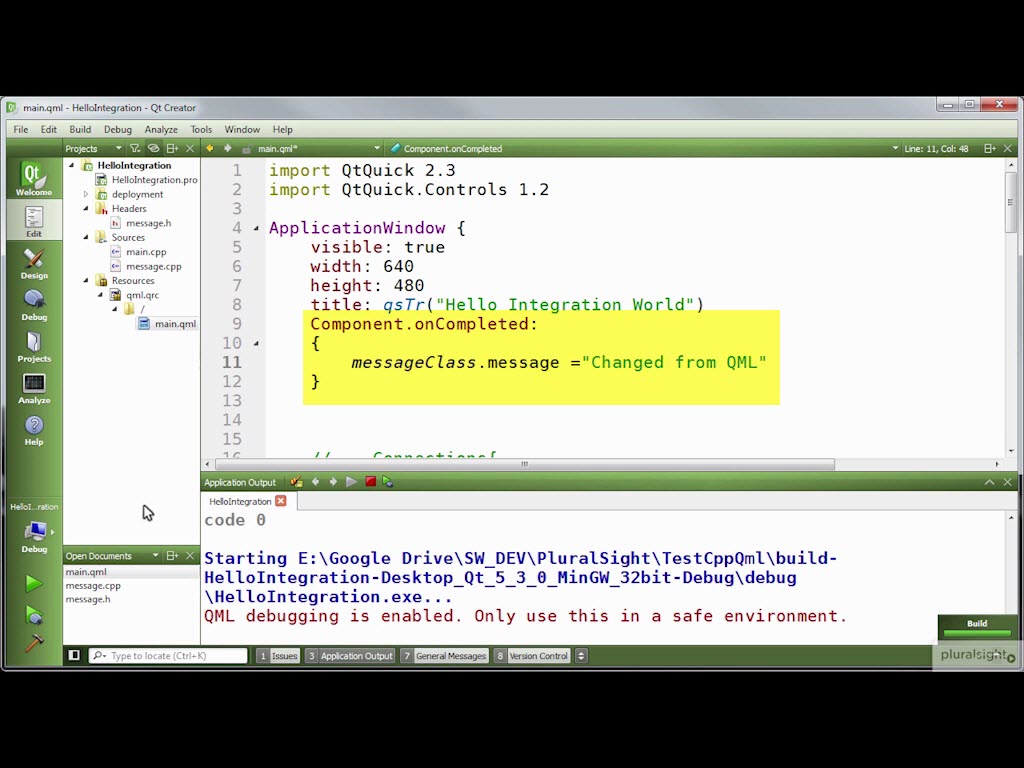 main.qml - HelloIntegration - Qt Creator
File Edit Build Debug Analyze Tools Window Help
Projects main.qml* Component.onCompleted Line: 11, Col: 48
Welcome
Edit
Design
Debug
Projects
Analyze
Help
HelloI...ration
Debug
HelloIntegration
HelloIntegration.pro
deployment
Headers
message.h
Sources
main.cpp
message.cpp
Resources
qml.qrc
/
main.qml
Open Documents
main.qml
message.cpp
message.h
1 import QtQuick 2.3
2 import QtQuick.Controls 1.2
3
4 ApplicationWindow {
5 visible: true
6 width: 640
7 height: 480
8 title: qsTr("Hello Integration World")
9 Component.onCompleted:
10 {
11 messageClass.message ="Changed from QML"
12 }
13
14
15
16 // Connections{
Application Output
HelloIntegration
code 0
Starting E:\Google Drive\SW_DEV\PluralSight\TestCppQml\build-
HelloIntegration-Desktop_Qt_5_3_0_MinGW_32bit-Debug\debug
\HelloIntegration.exe...
QML debugging is enabled. Only use this in a safe environment.
Build
pluralsight
Type to locate (Ctrl+K) 1 Issues 3 Application Output 7 General Messages 8 Version Control